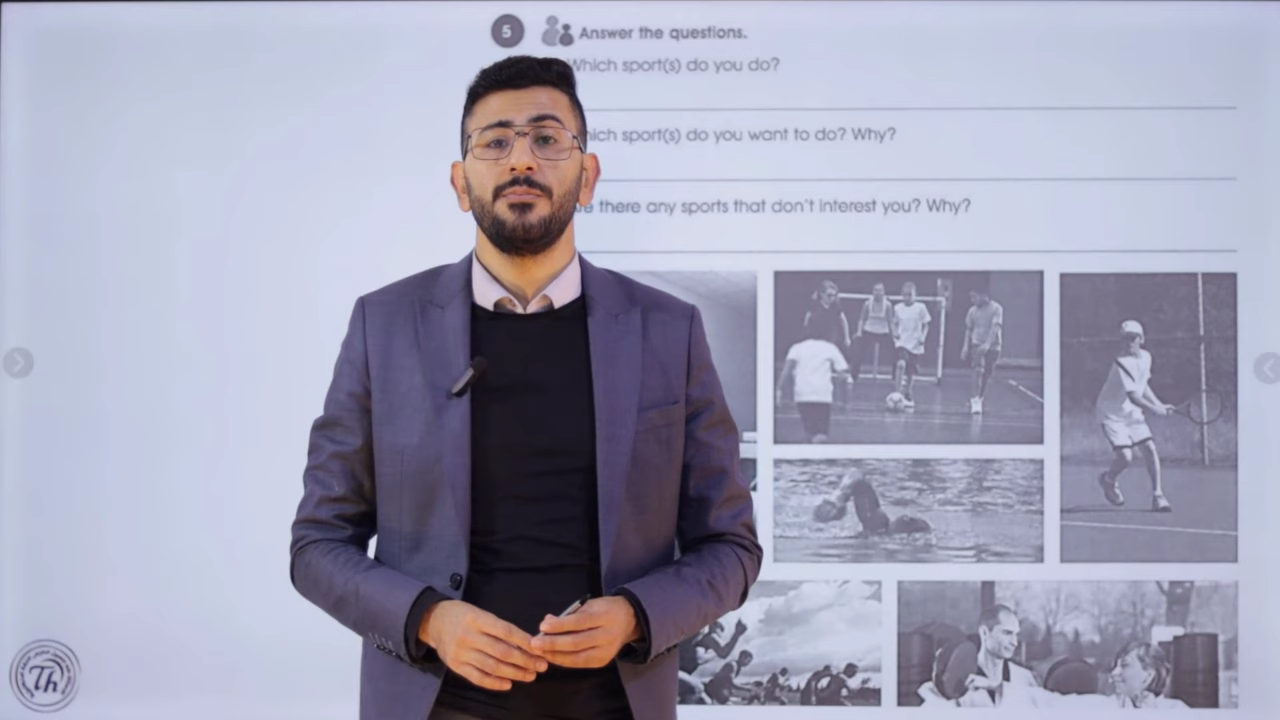 5 Answer the questions.
Which sport(s) do you do?
sport(s) do you want to do? Why?
there any sports that don't interest you? Why?
Th